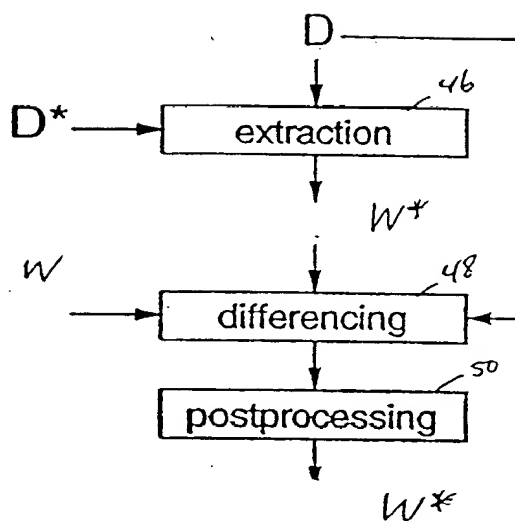 D
46
D* extraction
W*
W 48
differencing
50
postprocessing
W*